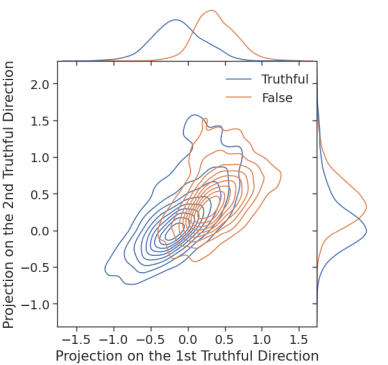 Truthful
False
2.0
1.5
1.0
0.5
0.0
−0.5
−1.0
−1.5 −1.0 −0.5 0.0 0.5 1.0 1.5
Projection on the 1st Truthful Direction
Projection on the 2nd Truthful Direction